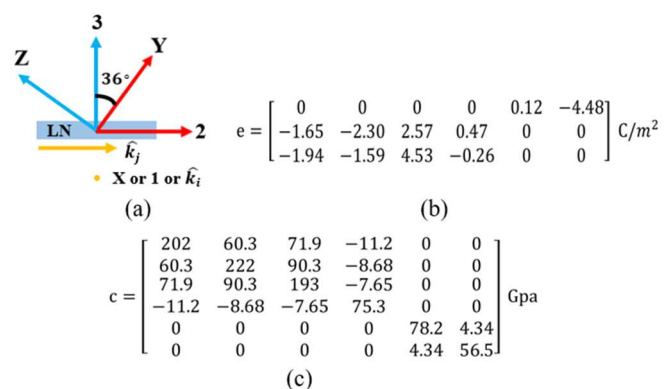 3
Z
Y
36°
LN
2
k̂ⱼ
X or 1 or k̂ᵢ
(a)
e = [ 0 0 0 0 0.12 −4.48
−1.65 −2.30 2.57 0.47 0 0
−1.94 −1.59 4.53 −0.26 0 0 ] C/m²
(b)
c = [ 202 60.3 71.9 −11.2 0 0
60.3 222 90.3 −8.68 0 0
71.9 90.3 193 −7.65 0 0
−11.2 −8.68 −7.65 75.3 0 0
0 0 0 0 78.2 4.34
0 0 0 0 4.34 56.5 ] Gpa
(c)